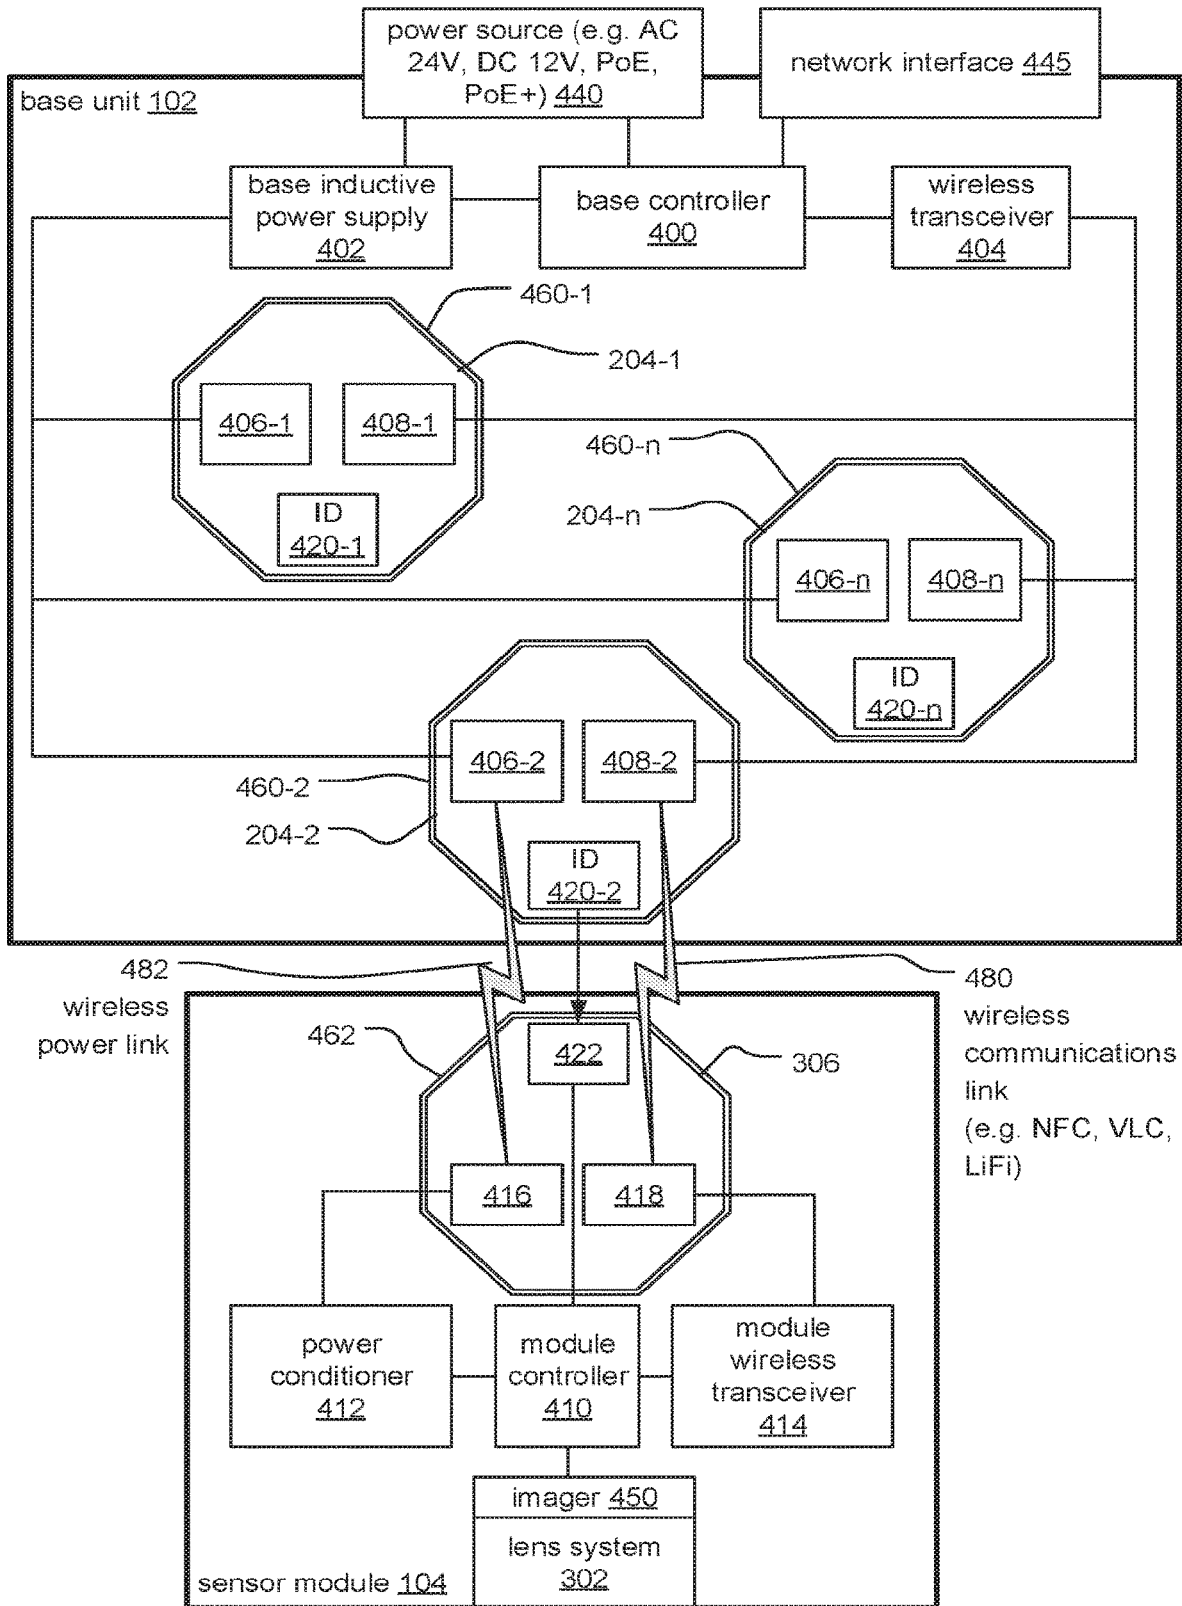 power source (e.g. AC
24V, DC 12V, PoE,
PoE+) 440
network interface 445
base unit 102
base inductive
power supply
402
base controller
400
wireless
transceiver
404
460-1
204-1
406-1
408-1
ID
420-1
460-n
204-n
406-n
408-n
ID
420-n
406-2
408-2
460-2
204-2
ID
420-2
482
wireless
power link
480
wireless
communications
link
(e.g. NFC, VLC,
LiFi)
462
422
306
416
418
power
conditioner
412
module
controller
410
module
wireless
transceiver
414
imager 450
lens system
302
sensor module 104